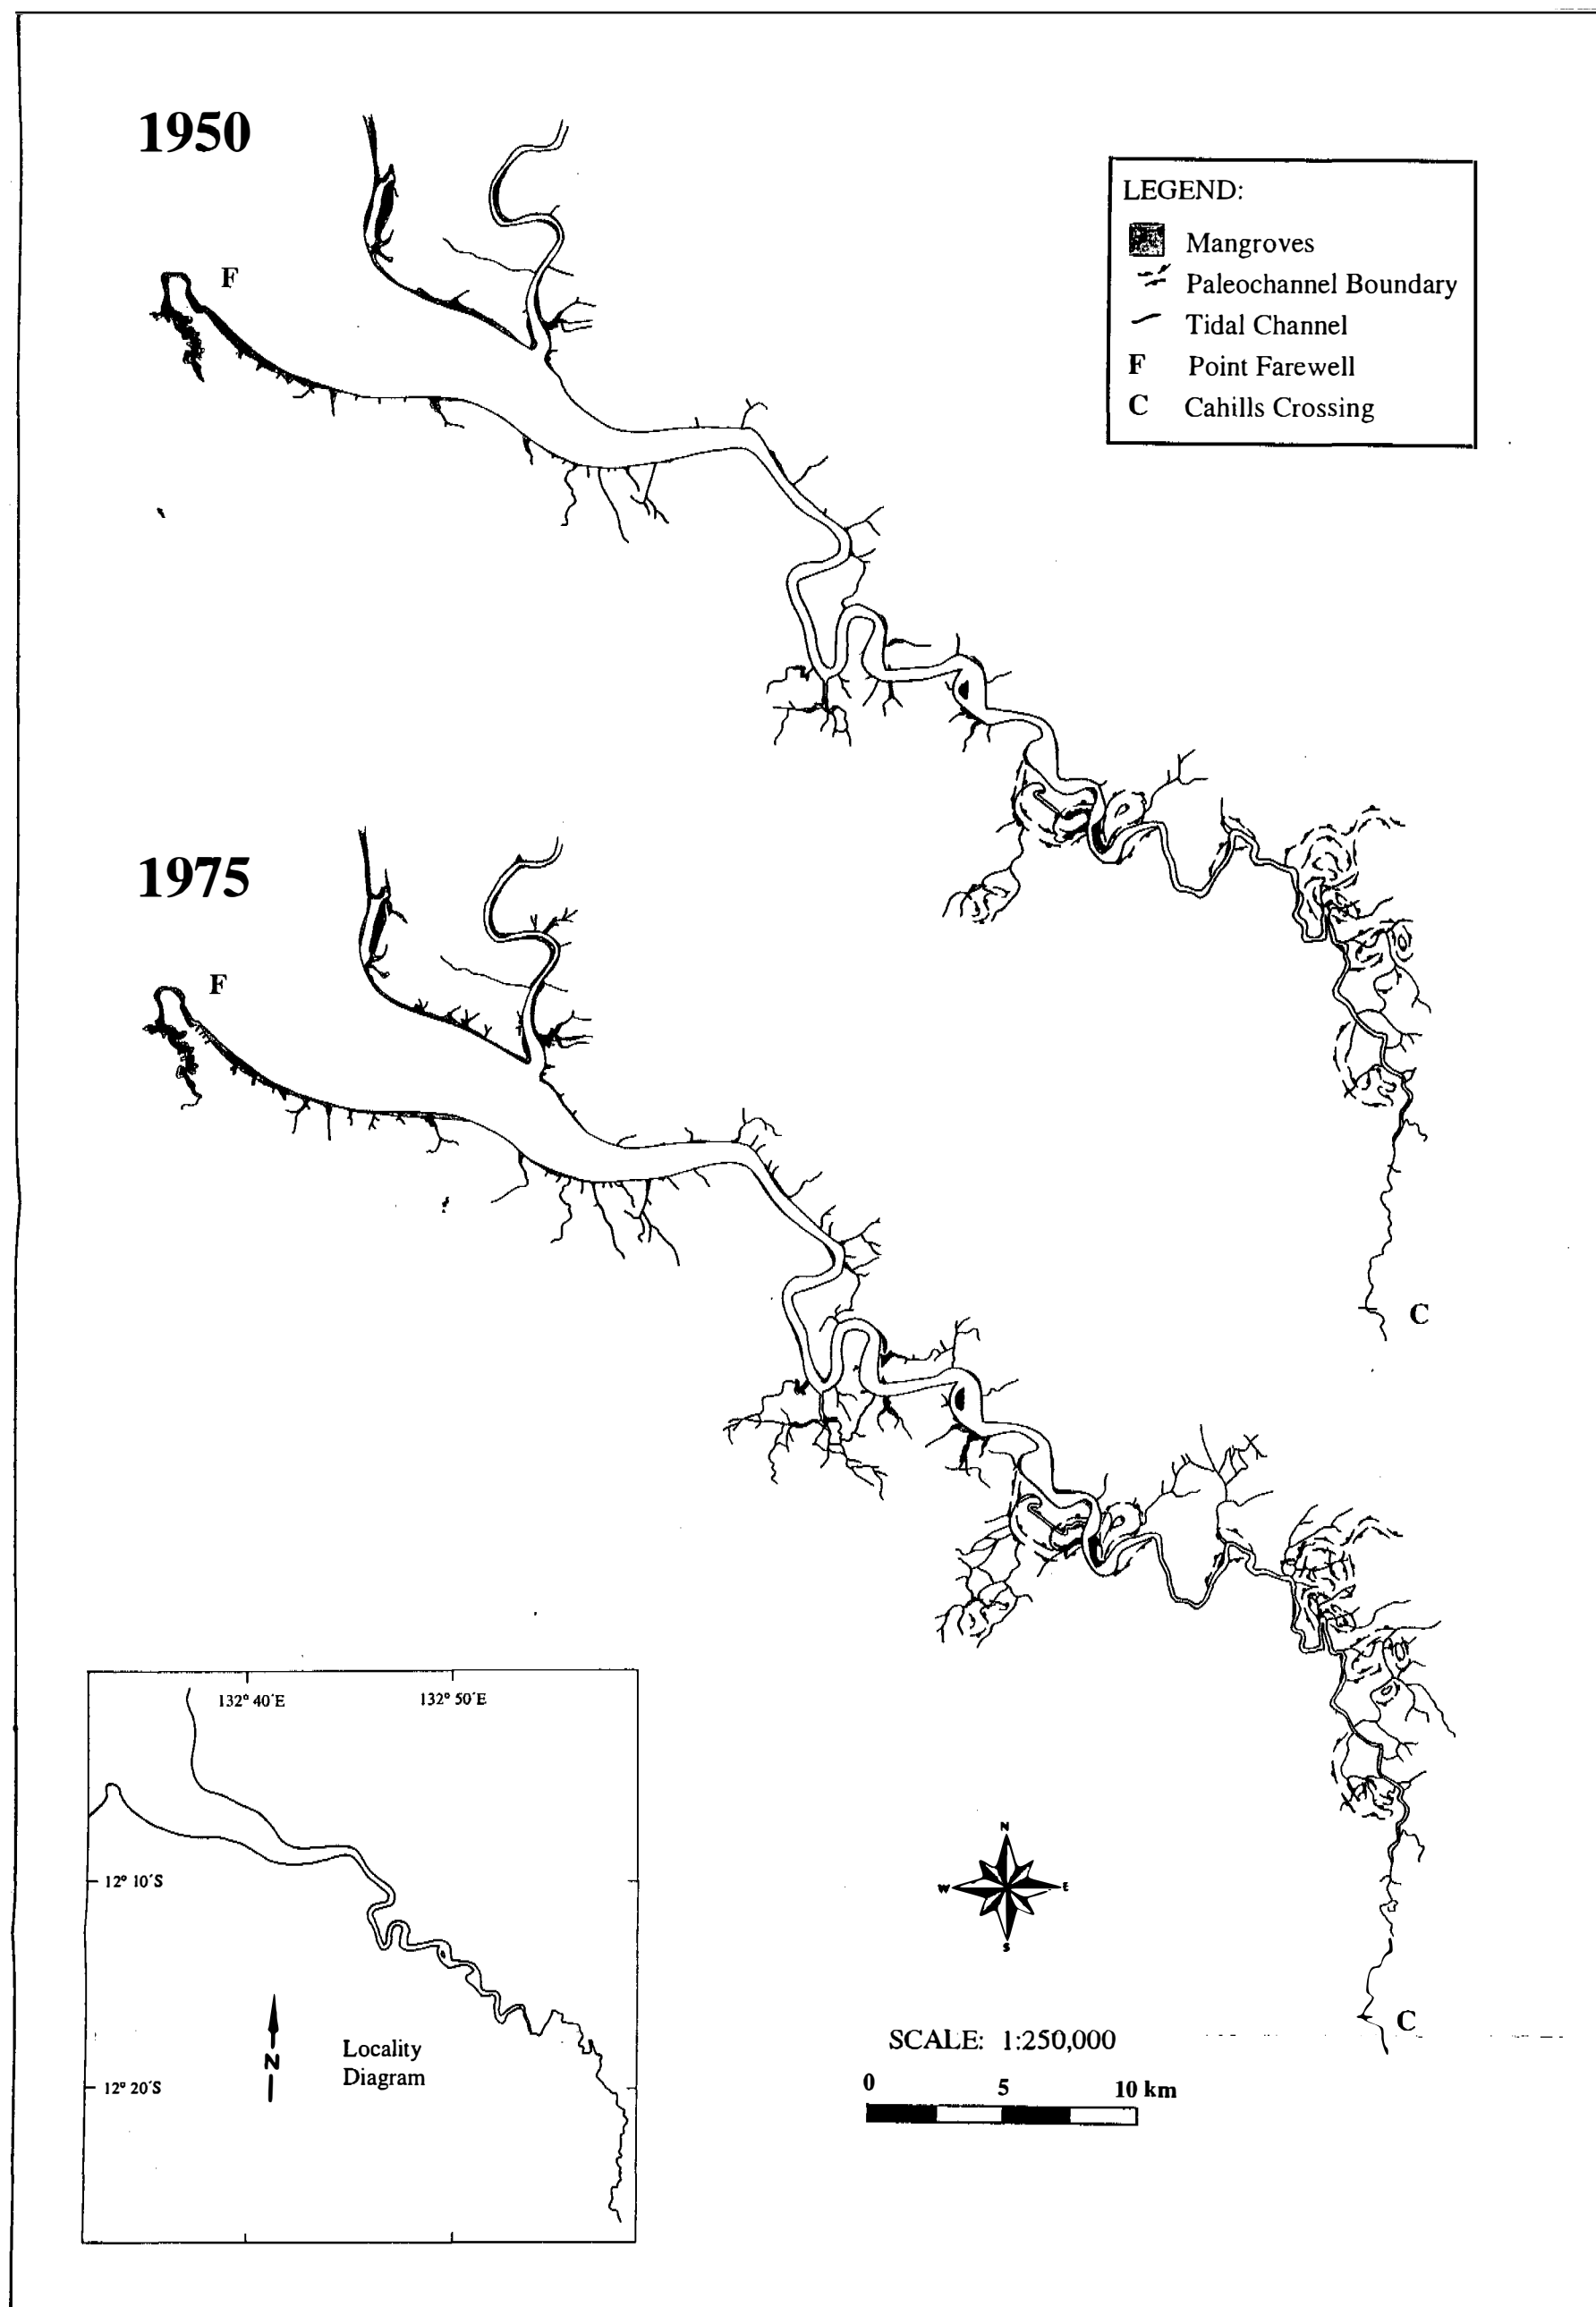 1950
F
LEGEND:
Mangroves
Paleochannel Boundary
Tidal Channel
F Point Farewell
C Cahills Crossing
C
1975
F
C
132° 40'E 132° 50'E
12° 10'S
12° 20'S
N
Locality
Diagram
N
W E
S
SCALE: 1:250,000
0 5 10 km